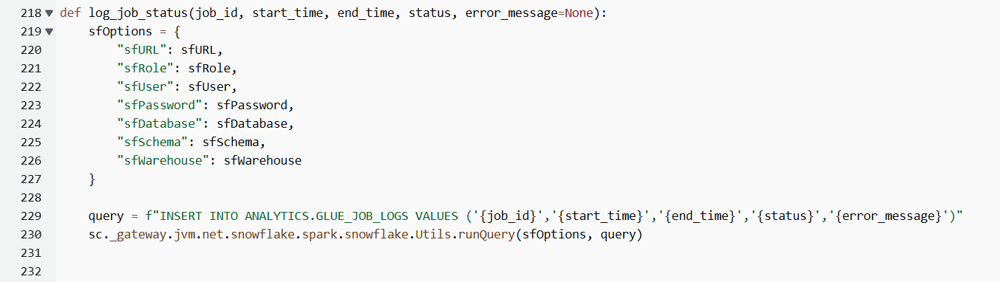 218 def log_job_status(job_id, start_time, end_time, status, error_message=None):
219     sfOptions = {
220         "sfURL": sfURL,
221         "sfRole": sfRole,
222         "sfUser": sfUser,
223         "sfPassword": sfPassword,
224         "sfDatabase": sfDatabase,
225         "sfSchema": sfSchema,
226         "sfWarehouse": sfWarehouse
227     }
228
229     query = f"INSERT INTO ANALYTICS.GLUE_JOB_LOGS VALUES ('{job_id}','{start_time}','{end_time}','{status}','{error_message}')"
230     sc._gateway.jvm.net.snowflake.spark.snowflake.Utils.runQuery(sfOptions, query)
231
232